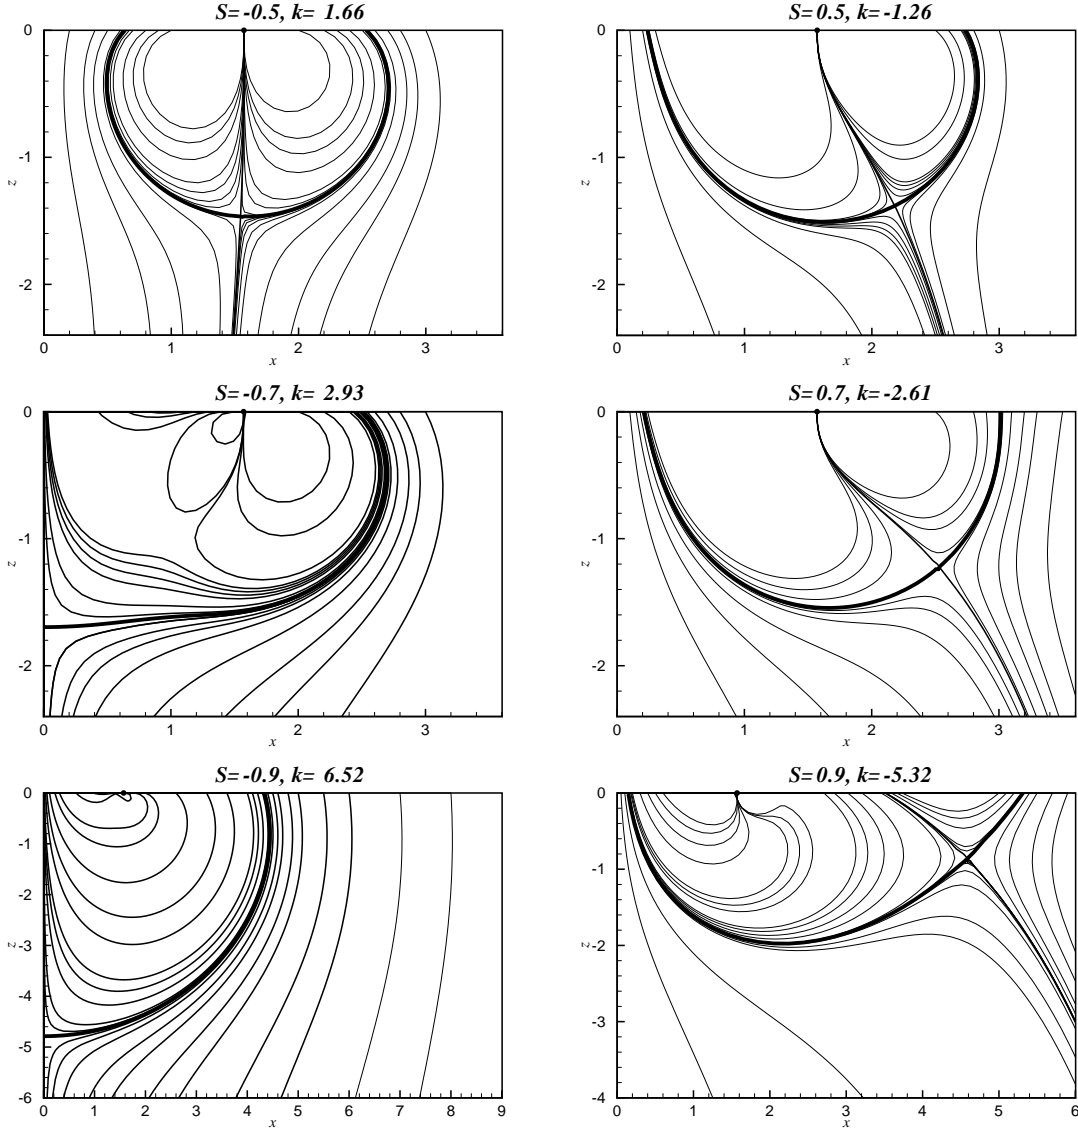 S=-0.5, k= 1.66
0
-1
-2
z
0 1 2 3
x
S=0.5, k=-1.26
0
-1
-2
z
0 1 2 3
x
S=-0.7, k= 2.93
0
-1
-2
z
0 1 2 3
x
S=0.7, k=-2.61
0
-1
-2
z
0 1 2 3
x
S=-0.9, k= 6.52
0
-1
-2
-3
-4
-5
-6
z
0 1 2 3 4 5 6 7 8 9
x
S=0.9, k=-5.32
0
-1
-2
-3
-4
z
0 1 2 3 4 5 6
x